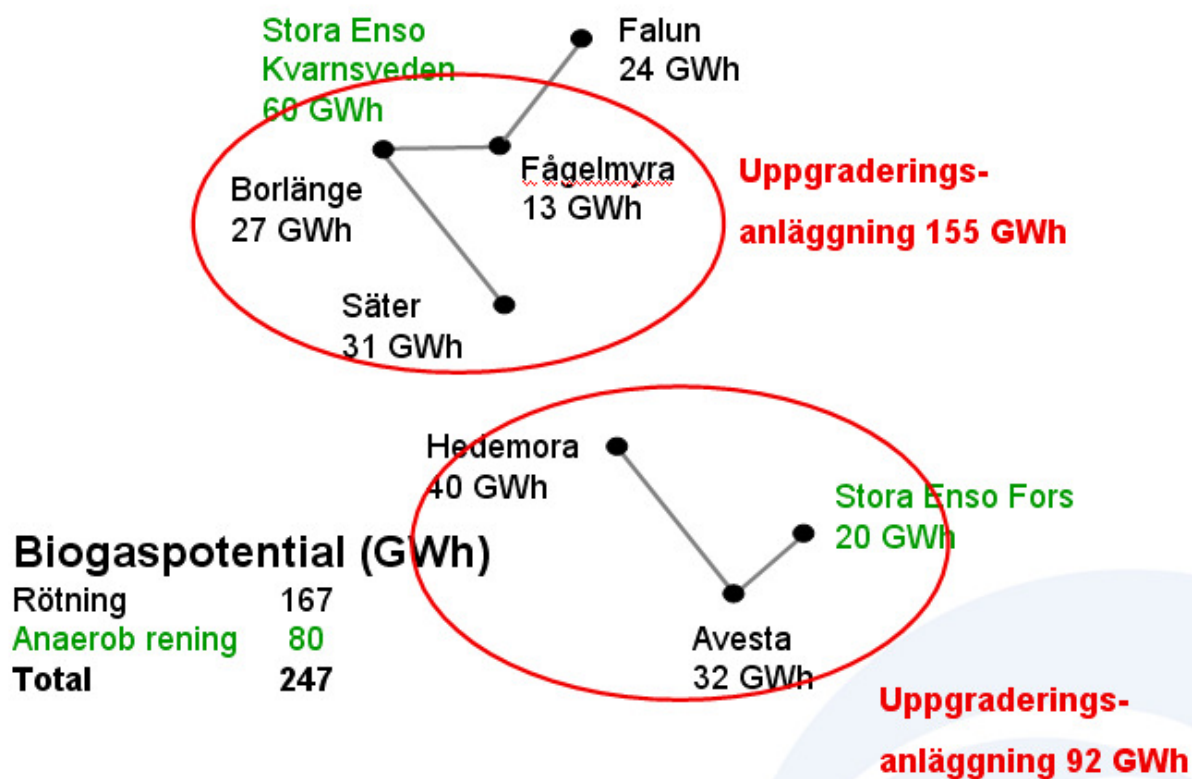 Stora Enso
Kvarnsveden
60 GWh
Falun
24 GWh
Borlänge
27 GWh
Fågelmyra
13 GWh
Uppgraderings-
anläggning 155 GWh
Säter
31 GWh
Hedemora
40 GWh
Stora Enso Fors
20 GWh
Biogaspotential (GWh)
Rötning 167
Anaerob rening 80
Total 247
Avesta
32 GWh
Uppgraderings-
anläggning 92 GWh